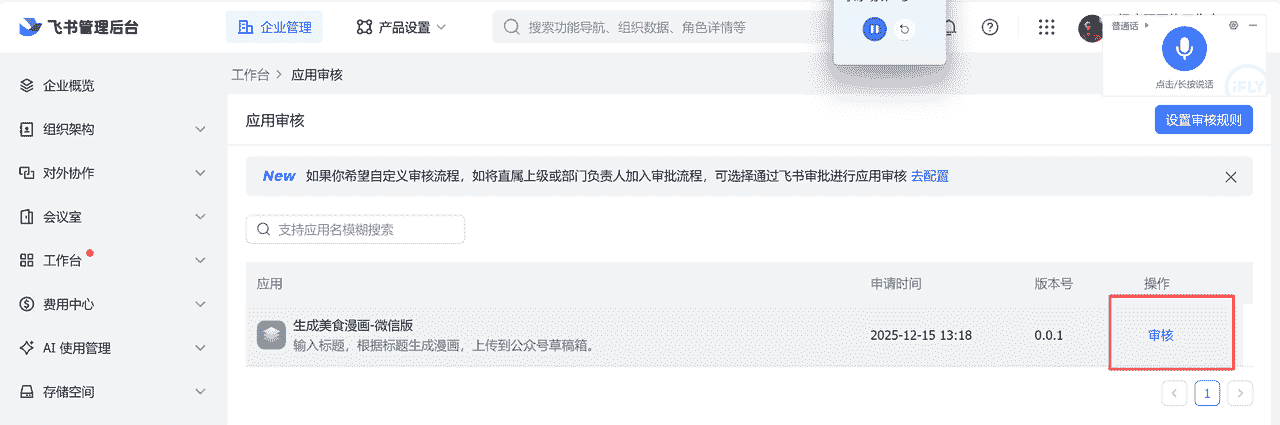 飞书管理后台
企业管理
产品设置
搜索功能导航、组织数据、角色详情等
普通话
点击/长按说话
iFLY
企业概览
组织架构
对外协作
会议室
工作台
费用中心
AI 使用管理
存储空间
工作台 > 应用审核
应用审核
设置审核规则
New 如果你希望自定义审核流程，如将直属上级或部门负责人加入审批流程，可选择通过飞书审批进行应用审核 去配置
支持应用名模糊搜索
应用 申请时间 版本号 操作
生成美食漫画-微信版
输入标题，根据标题生成漫画，上传到公众号草稿箱。
2025-12-15 13:18 0.0.1 审核
1